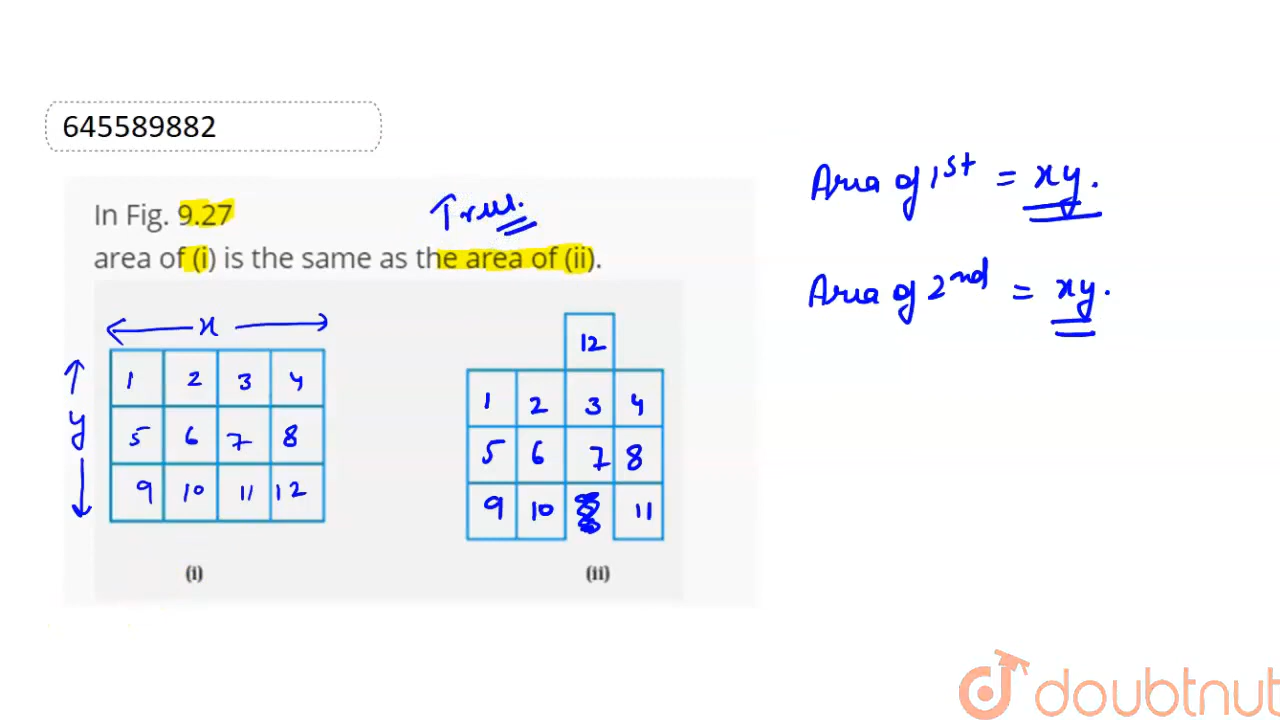 645589882
In Fig. 9.27
True.
area of (i) is the same as the area of (ii).
x
y
1 2 3 4
5 6 7 8
9 10 11 12
(i)
12
1 2 3 4
5 6 7 8
9 10 11
(ii)
Area of 1st = xy.
Area of 2nd = xy.
doubtnut